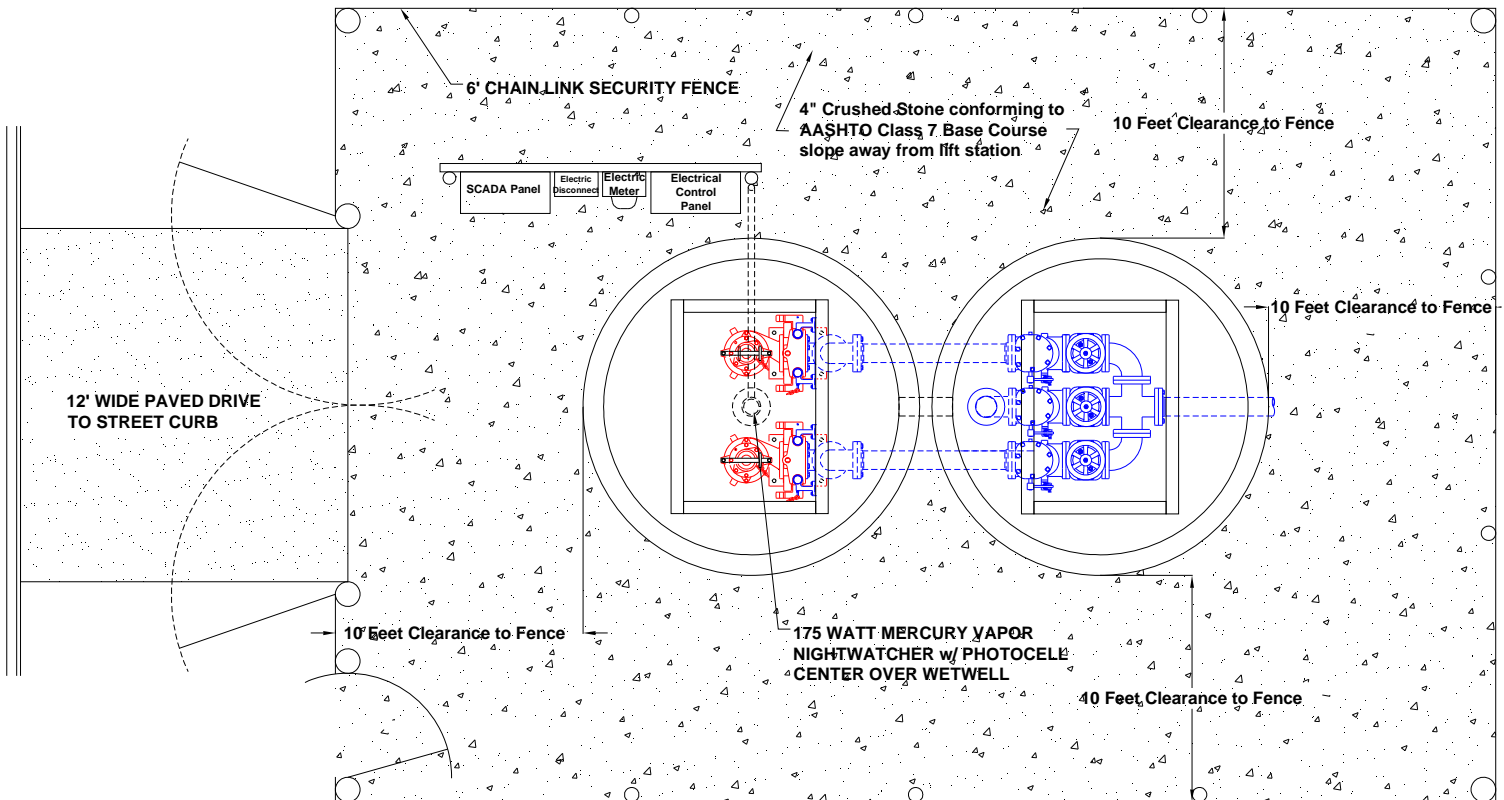 6' CHAIN LINK SECURITY FENCE
4" Crushed Stone conforming to
AASHTO Class 7 Base Course
slope away from lift station
10 Feet Clearance to Fence
SCADA Panel
Electric
Disconnect
Electric
Meter
Electrical
Control
Panel
10 Feet Clearance to Fence
12' WIDE PAVED DRIVE
TO STREET CURB
10 Feet Clearance to Fence
175 WATT MERCURY VAPOR
NIGHTWATCHER w/ PHOTOCELL
CENTER OVER WETWELL
10 Feet Clearance to Fence